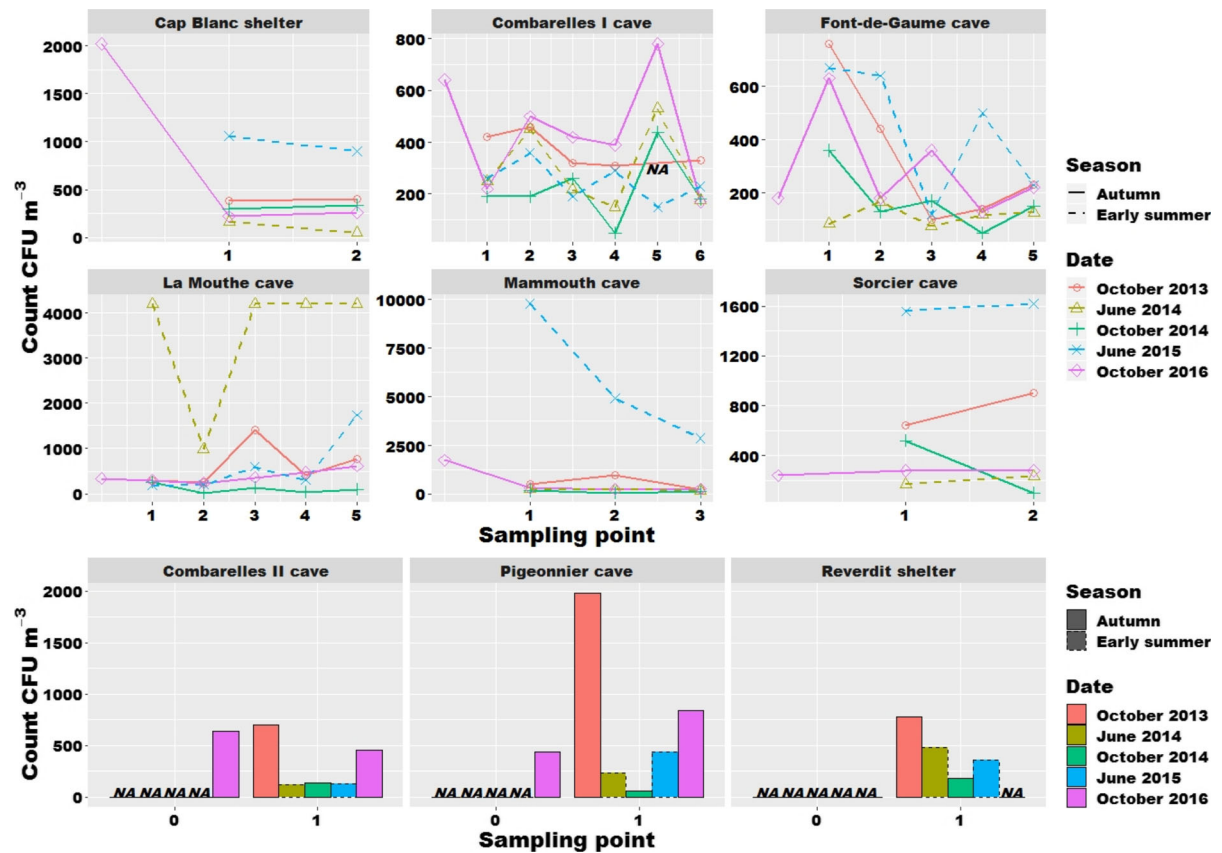 Cap Blanc shelter
Combarelles I cave
Font-de-Gaume cave
2000
1500
1000
500
0
1 2
800
600
400
200
NA
1 2 3 4 5 6
600
400
200
1 2 3 4 5
La Mouthe cave
Mammouth cave
Sorcier cave
4000
3000
2000
1000
0
1 2 3 4 5
10000
7500
5000
2500
0
1 2 3
1600
1200
800
400
1 2
Count CFU m⁻³
Sampling point
Season
Autumn
Early summer
Date
October 2013
June 2014
October 2014
June 2015
October 2016
Combarelles II cave
Pigeonnier cave
Reverdit shelter
2000
1500
1000
500
0
NA NA NA NA
0 1
NA NA NA NA
0 1
NA NA NA NA NA NA
0 1
Count CFU m⁻³
Sampling point
Season
Autumn
Early summer
Date
October 2013
June 2014
October 2014
June 2015
October 2016